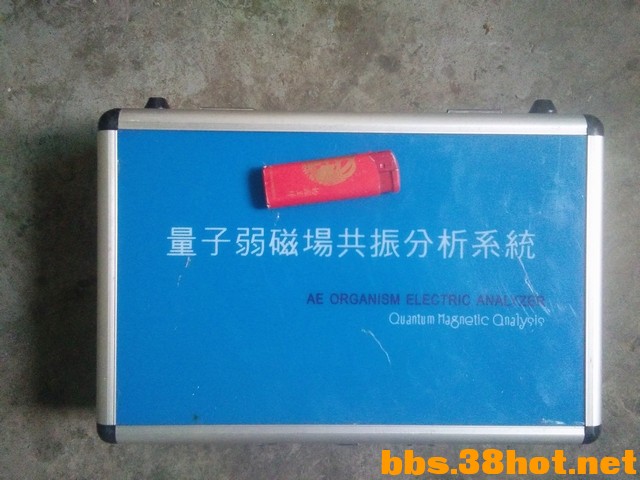 量子弱磁場共振分析系統
AE ORGANISM ELECTRIC ANALYZER
Quantum Magnetic Analysis
bbs.38hot.net